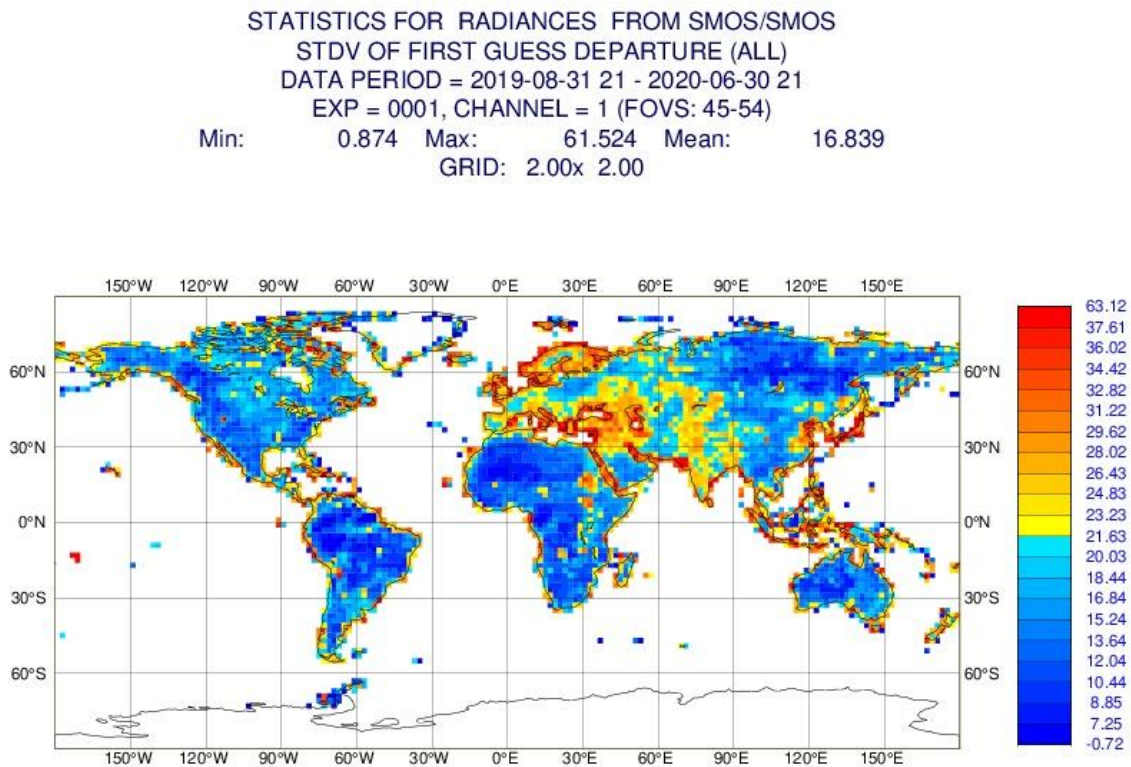 STATISTICS FOR RADIANCES FROM SMOS/SMOS
STDV OF FIRST GUESS DEPARTURE (ALL)
DATA PERIOD = 2019-08-31 21 - 2020-06-30 21
EXP = 0001, CHANNEL = 1 (FOVS: 45-54)
Min: 0.874 Max: 61.524 Mean: 16.839
GRID: 2.00x 2.00
150°W 120°W 90°W 60°W 30°W 0°E 30°E 60°E 90°E 120°E 150°E
60°N 60°N
30°N 30°N
0°N 0°N
30°S 30°S
60°S 60°S
150°W 120°W 90°W 60°W 30°W 0°E 30°E 60°E 90°E 120°E 150°E
63.12
37.61
36.02
34.42
32.82
31.22
29.62
28.02
26.43
24.83
23.23
21.63
20.03
18.44
16.84
15.24
13.64
12.04
10.44
8.85
7.25
-0.72